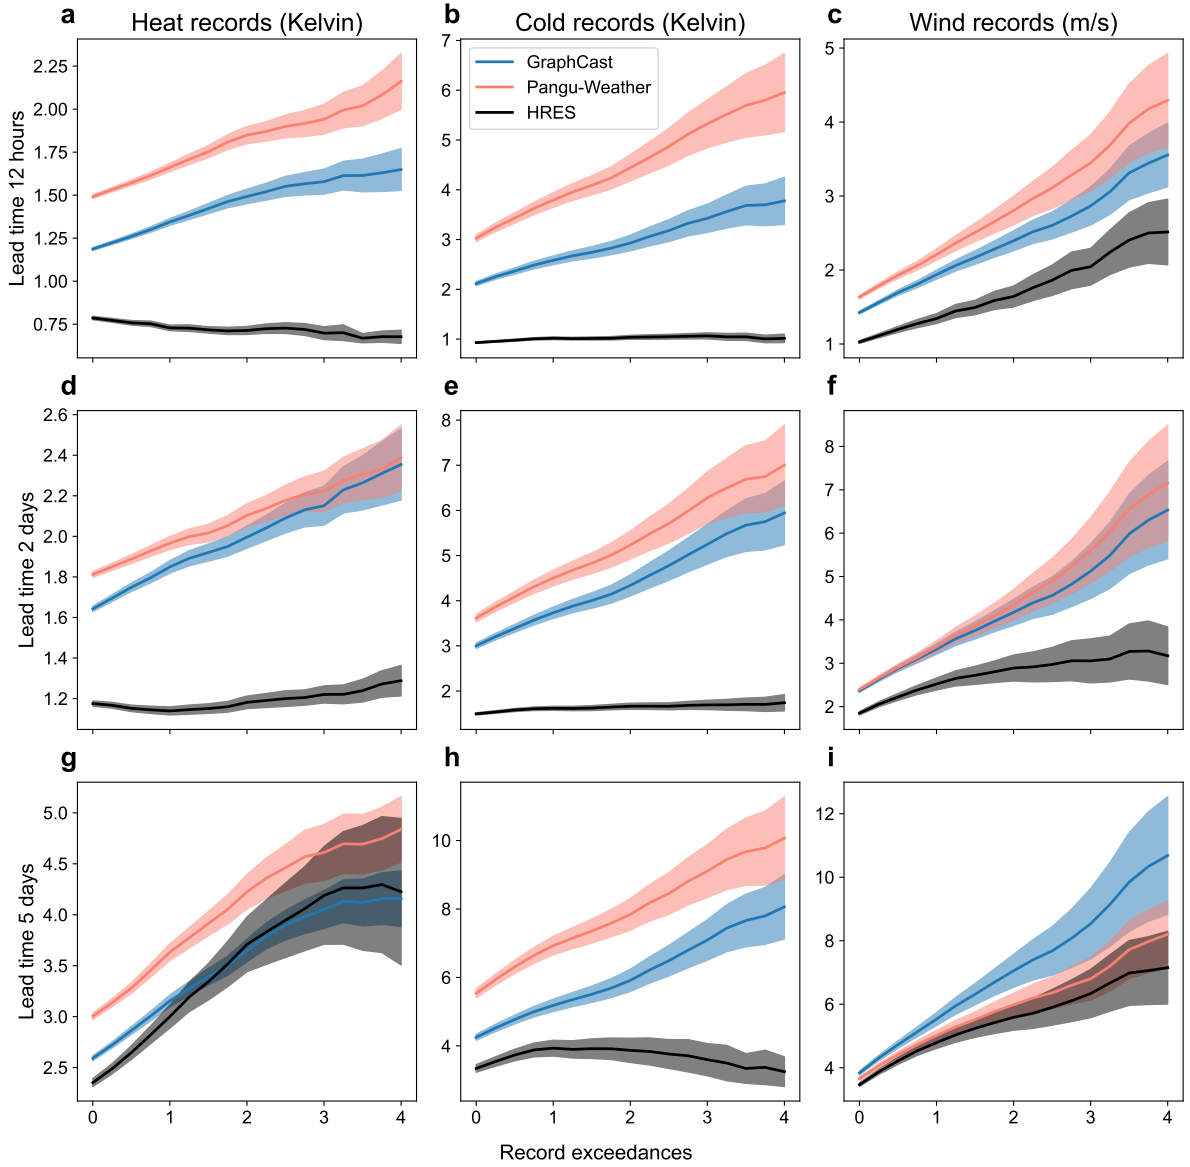 a
Heat records (Kelvin)
b
Cold records (Kelvin)
c
Wind records (m/s)
Lead time 12 hours
2.25
2.00
1.75
1.50
1.25
1.00
0.75
7
6
5
4
3
2
1
GraphCast
Pangu-Weather
HRES
5
4
3
2
1
d
e
f
Lead time 2 days
2.6
2.4
2.2
2.0
1.8
1.6
1.4
1.2
8
7
6
5
4
3
2
8
7
6
5
4
3
2
g
h
i
Lead time 5 days
5.0
4.5
4.0
3.5
3.0
2.5
10
8
6
4
12
10
8
6
4
0 1 2 3 4
0 1 2 3 4
0 1 2 3 4
Record exceedances